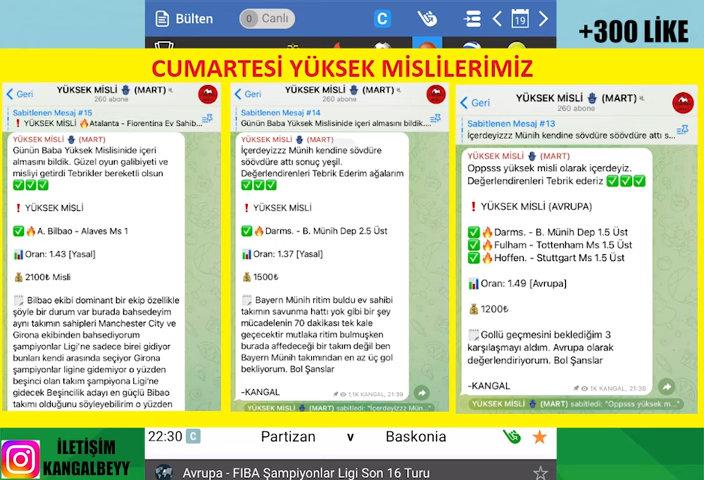 Bülten
0 Canlı
C
19
+300 LİKE
CUMARTESİ YÜKSEK MİSLİLERİMİZ
Geri
YÜKSEK MİSLİ (MART)
260 abone
Sabitlenen Mesaj #15
YÜKSEK MİSLİ Atalanta - Fiorentina Ev Sahib...
YÜKSEK MİSLİ (MART)
Günün Baba Yüksek Mislisinide içeri
almasını bildik. Güzel oyun galibiyeti ve
misliyi getirdi Tebrikler bereketli olsun
✅✅✅
❗ YÜKSEK MİSLİ
✅🔥A. Bilbao - Alaves Ms 1
📊Oran: 1.43 [Yasal]
💰2100₺ Misli
🗒 Bilbao ekibi dominant bir ekip özellikle
şöyle bir durum var burada bahsedeyim
aynı takımın sahipleri Manchester City ve
Girona ekibinden bahsediyorum
şampiyonlar Ligi'ne sadece birei gidiyor
bunları kendi arasında seçiyor Girona
şampiyonlar ligine gidemiyor o yüzden
beşinci olan takım şampiyona Ligi'ne
gidecek Beşincilik adayı en güçlü Bilbao
takımı olduğunu söyleyebilirim o yüzden
Geri
YÜKSEK MİSLİ (MART)
260 abone
Sabitlenen Mesaj #14
Günün Baba Yüksek Mislisinide içeri almasını bildik....
YÜKSEK MİSLİ (MART)
İçerdeyizzz Münih kendine sövdüre
söövdüre attı sonuç yeşil.
Değerlendirenleri Tebrik Ederim ağalarım
✅✅✅
❗ YÜKSEK MİSLİ
✅🔥Darms. - B. Münih Dep 2.5 Üst
📊Oran: 1.37 [Yasal]
💰1500₺
🗒 Bayern Münih ritim buldu ev sahibi
takımın savunma hattı yok gibi bir şey
mücadelenin 70 dakikası tek kale
geçecektir mutlaka ritim bulmuşken
burada affedeceği bir takım değil ben
Bayern Münih takımından en az üç gol
bekliyorum. Bol Şanslar
-KANGAL
1K KANGAL, 21:39
YÜKSEK MİSLİ (MART) sabitledi: "İçerdeyizzz Mün..."
Geri
YÜKSEK MİSLİ (MART)
260 abone
Sabitlenen Mesaj #13
İçerdeyizzz Münih kendine sövdüre söövdüre attı s...
YÜKSEK MİSLİ (MART)
Oppsss yüksek misli olarak içerdeyiz.
Değerlendirenleri Tebrik ederiz ✅✅✅
❗ YÜKSEK MİSLİ (AVRUPA)
✅🔥Darms. - B. Münih Dep 1.5 Üst
✅🔥Fulham - Tottenham Ms 1.5 Üst
✅🔥Hoffen. - Stuttgart Ms 1.5 Üst
📊Oran: 1.49 [Avrupa]
💰1200₺
🗒Gollü geçmesini beklediğim 3
karşılaşmayı aldım. Avrupa olarak
değerlendiriyorum. Bol Şanslar
-KANGAL
1.1K KANGAL, 21:38
YÜKSEK MİSLİ (MART) sabitledi: "Oppsss yüksek m..."
İLETİŞİM
KANGALBEYY
22:30 C Partizan v Baskonia
Avrupa - FIBA Şampiyonlar Ligi Son 16 Turu